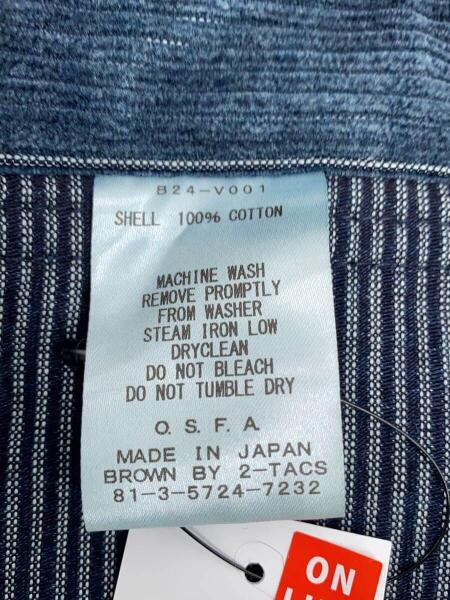 B24-V001
SHELL 100% COTTON
MACHINE WASH
REMOVE PROMPTLY
FROM WASHER
STEAM IRON LOW
DRYCLEAN
DO NOT BLEACH
DO NOT TUMBLE DRY
O. S. F. A.
MADE IN JAPAN
BROWN BY 2-TACS
81-3-5724-7232
ON